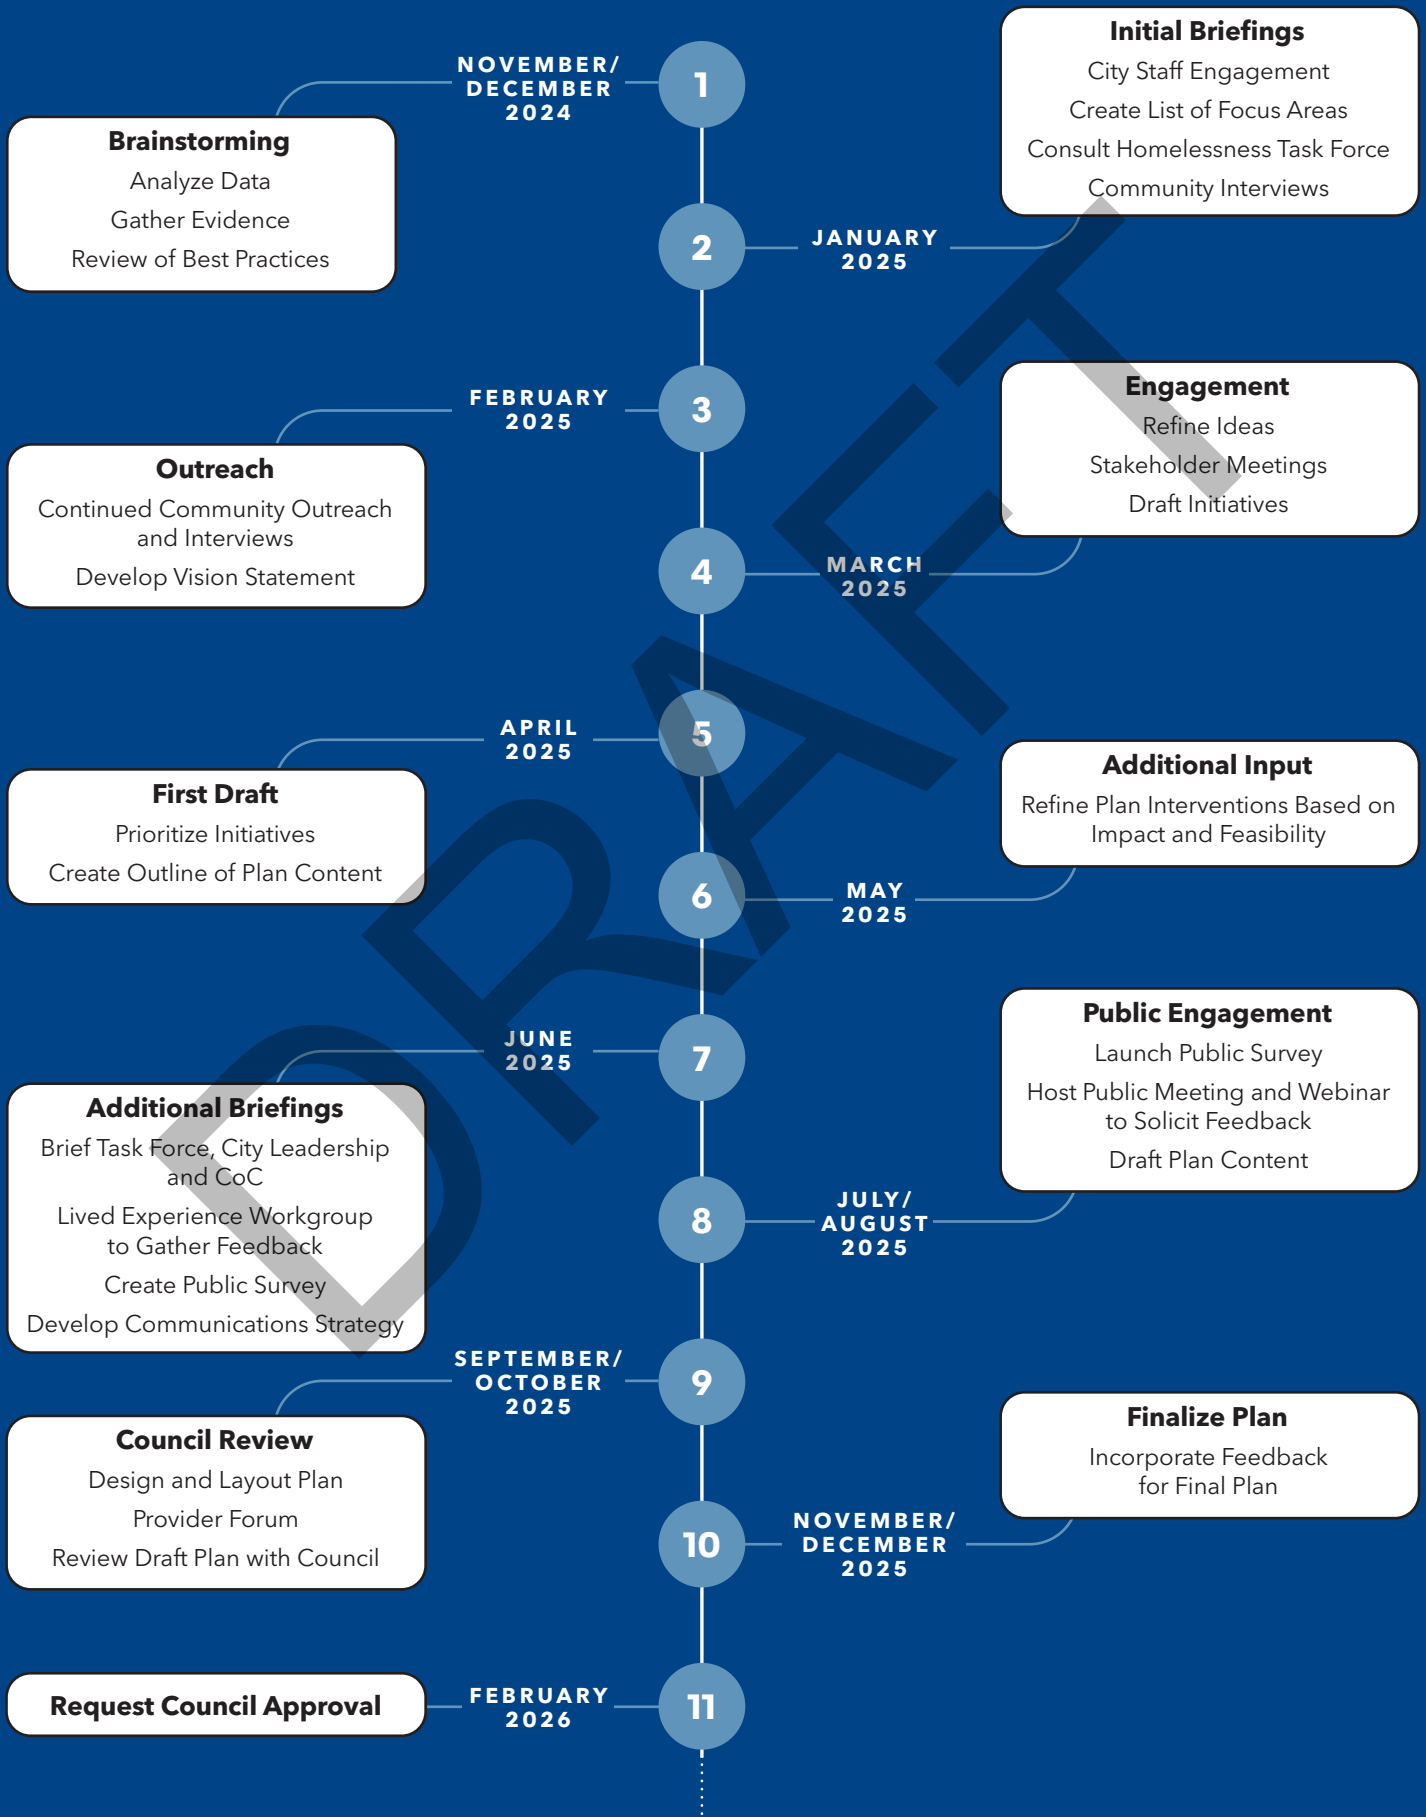 NOVEMBER/
DECEMBER
2024
1
Brainstorming
Analyze Data
Gather Evidence
Review of Best Practices
Initial Briefings
City Staff Engagement
Create List of Focus Areas
Consult Homelessness Task Force
Community Interviews
2
JANUARY
2025
FEBRUARY
2025
3
Outreach
Continued Community Outreach
and Interviews
Develop Vision Statement
Engagement
Refine Ideas
Stakeholder Meetings
Draft Initiatives
4
MARCH
2025
APRIL
2025
5
First Draft
Prioritize Initiatives
Create Outline of Plan Content
Additional Input
Refine Plan Interventions Based on
Impact and Feasibility
6
MAY
2025
JUNE
2025
7
Additional Briefings
Brief Task Force, City Leadership
and CoC
Lived Experience Workgroup
to Gather Feedback
Create Public Survey
Develop Communications Strategy
Public Engagement
Launch Public Survey
Host Public Meeting and Webinar
to Solicit Feedback
Draft Plan Content
8
JULY/
AUGUST
2025
SEPTEMBER/
OCTOBER
2025
9
Council Review
Design and Layout Plan
Provider Forum
Review Draft Plan with Council
Finalize Plan
Incorporate Feedback
for Final Plan
10
NOVEMBER/
DECEMBER
2025
Request Council Approval
FEBRUARY
2026
11
DRAFT